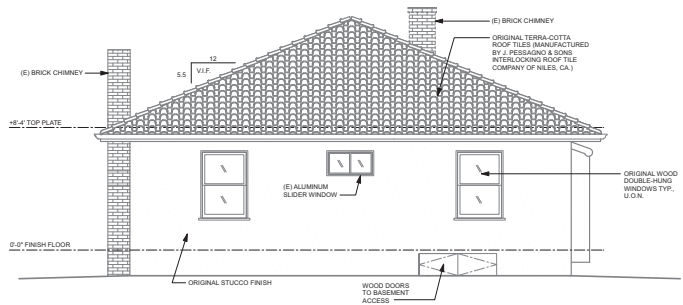 (E) BRICK CHIMNEY
ORIGINAL TERRA-COTTA
ROOF TILES (MANUFACTURED
BY J. PESSAGNO & SONS
INTERLOCKING ROOF TILE
COMPANY OF NILES, CA.)
12
5.5
V.I.F.
(E) BRICK CHIMNEY
+8'-4" TOP PLATE
(E) ALUMINUM
SLIDER WINDOW
ORIGINAL WOOD
DOUBLE-HUNG
WINDOWS TYP.,
U.O.N.
0'-0" FINISH FLOOR
ORIGINAL STUCCO FINISH
WOOD DOORS
TO BASEMENT
ACCESS